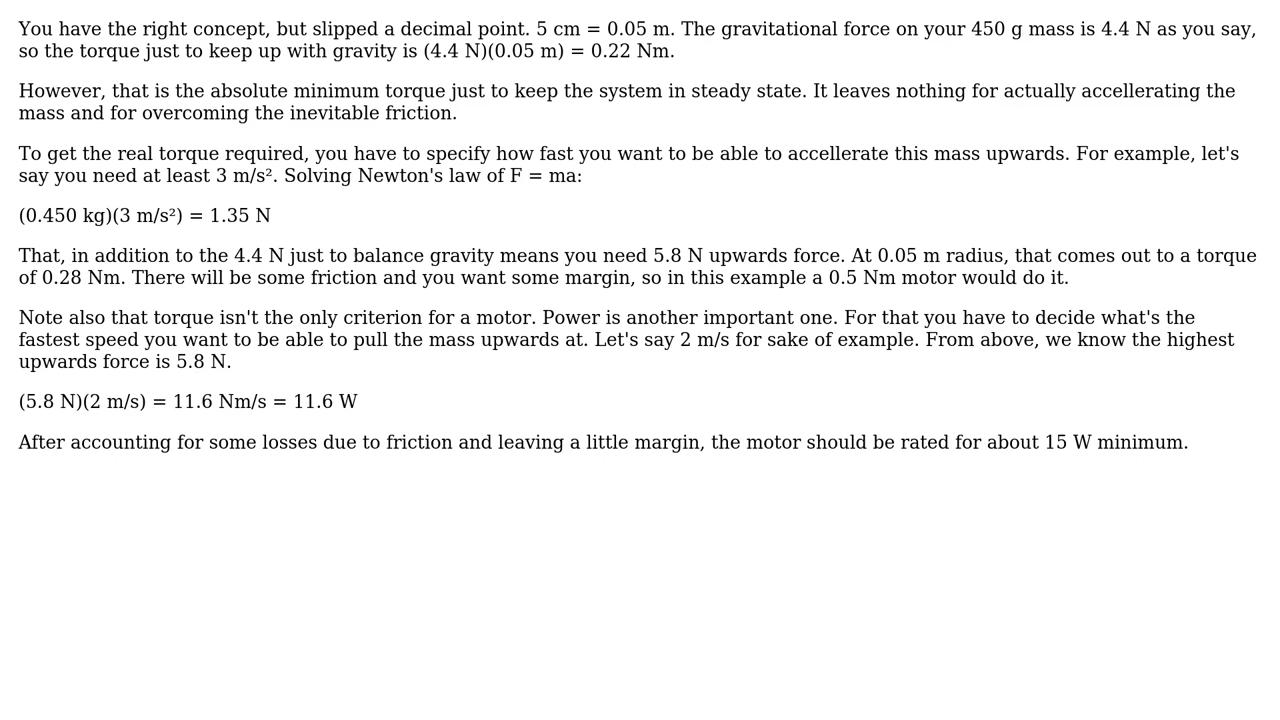 You have the right concept, but slipped a decimal point. 5 cm = 0.05 m. The gravitational force on your 450 g mass is 4.4 N as you say,
so the torque just to keep up with gravity is (4.4 N)(0.05 m) = 0.22 Nm.
However, that is the absolute minimum torque just to keep the system in steady state. It leaves nothing for actually accellerating the
mass and for overcoming the inevitable friction.
To get the real torque required, you have to specify how fast you want to be able to accellerate this mass upwards. For example, let's
say you need at least 3 m/s². Solving Newton's law of F = ma:
(0.450 kg)(3 m/s²) = 1.35 N
That, in addition to the 4.4 N just to balance gravity means you need 5.8 N upwards force. At 0.05 m radius, that comes out to a torque
of 0.28 Nm. There will be some friction and you want some margin, so in this example a 0.5 Nm motor would do it.
Note also that torque isn't the only criterion for a motor. Power is another important one. For that you have to decide what's the
fastest speed you want to be able to pull the mass upwards at. Let's say 2 m/s for sake of example. From above, we know the highest
upwards force is 5.8 N.
(5.8 N)(2 m/s) = 11.6 Nm/s = 11.6 W
After accounting for some losses due to friction and leaving a little margin, the motor should be rated for about 15 W minimum.